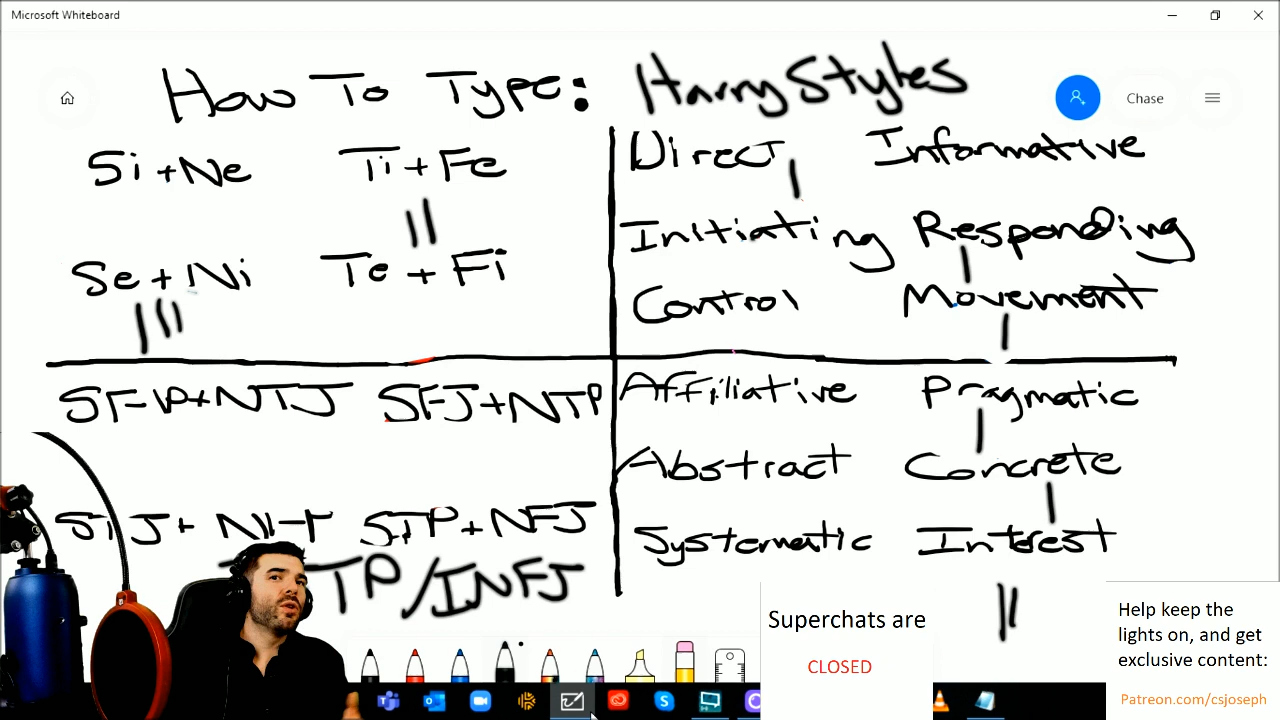 Microsoft Whiteboard
How To Type: Harry Styles
Chase
Si + Ne Ti + Fe
Se + Ni Te + Fi
Direct Informative
Initiating Responding
Control Movement
SFP + NTJ SFJ + NTP
STP + NFJ
TP/INFJ
Affiliative Pragmatic
Abstract Concrete
Systematic Interest
Superchats are
CLOSED
Help keep the
lights on, and get
exclusive content:
Patreon.com/csjoseph